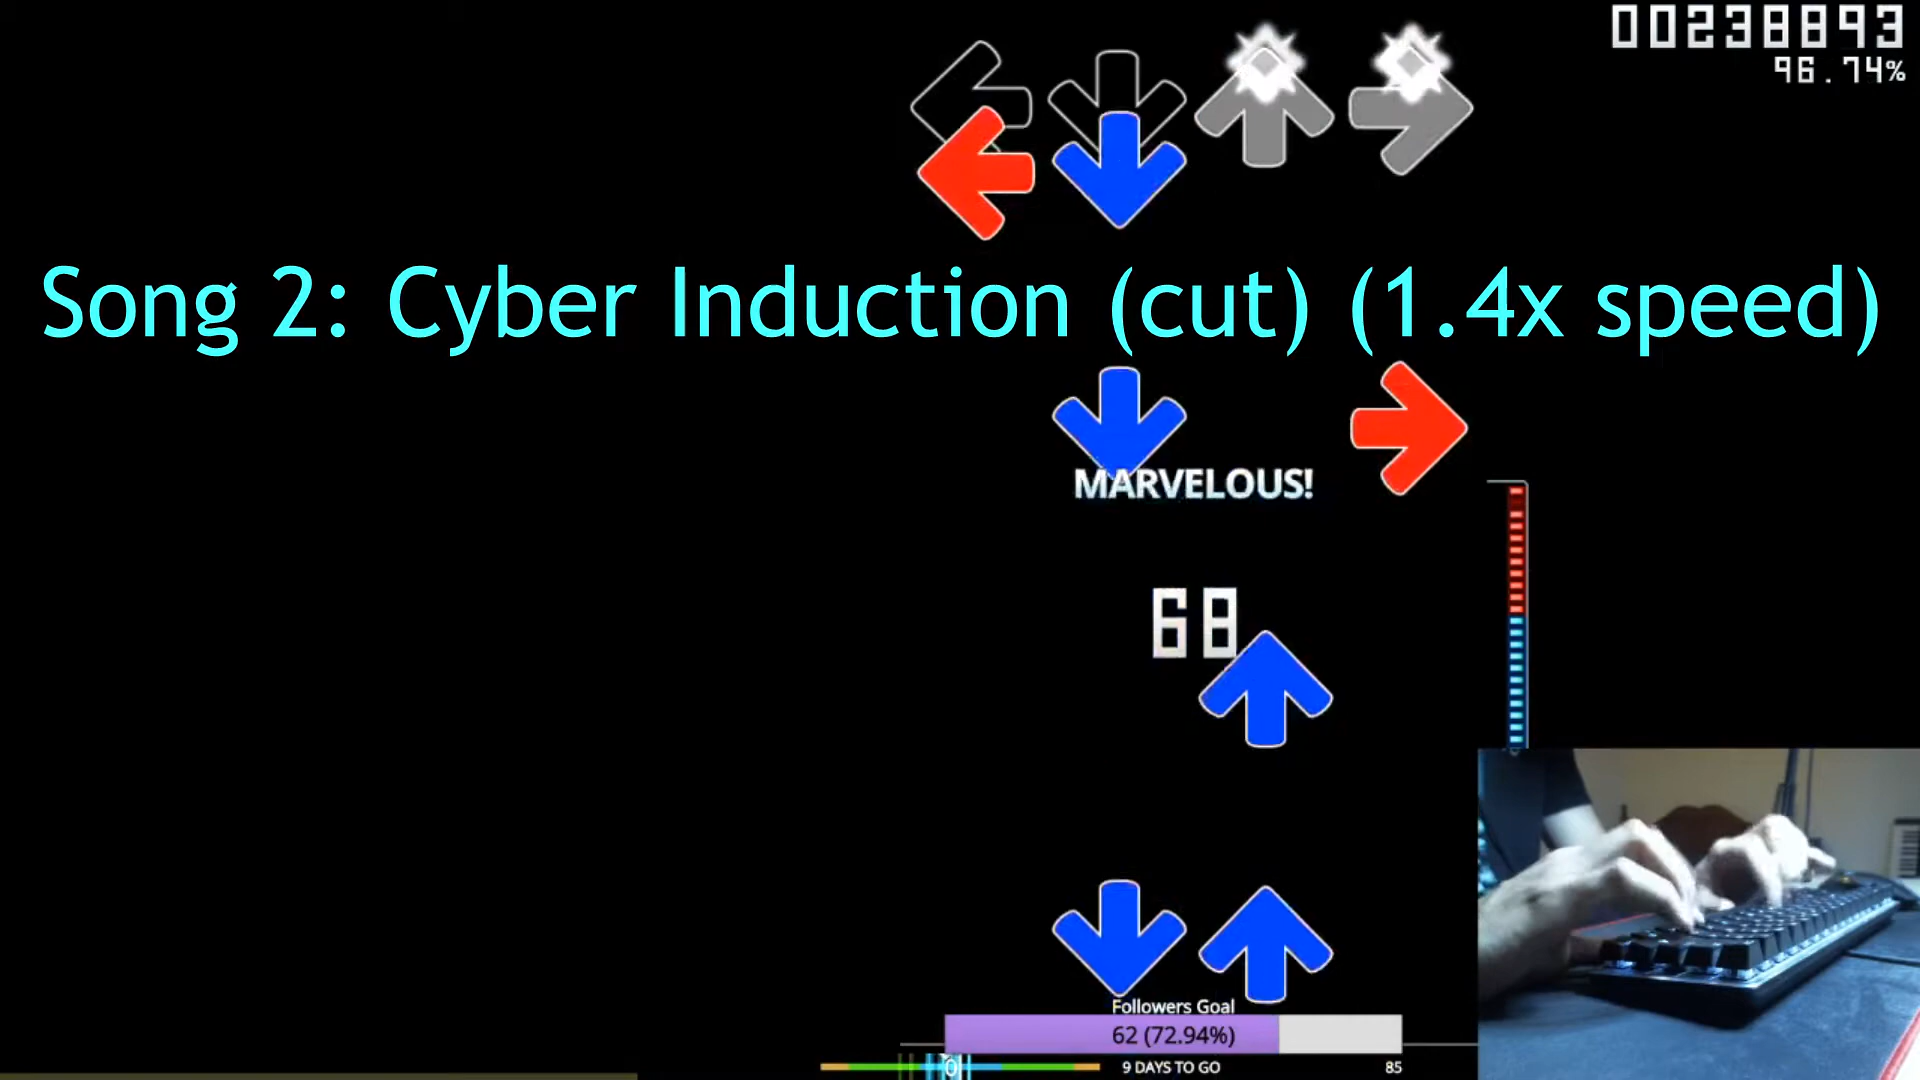 00238893
96.74%
Song 2: Cyber Induction (cut) (1.4x speed)
MARVELOUS!
68
Followers Goal
62 (72.94%)
0
9 DAYS TO GO
85